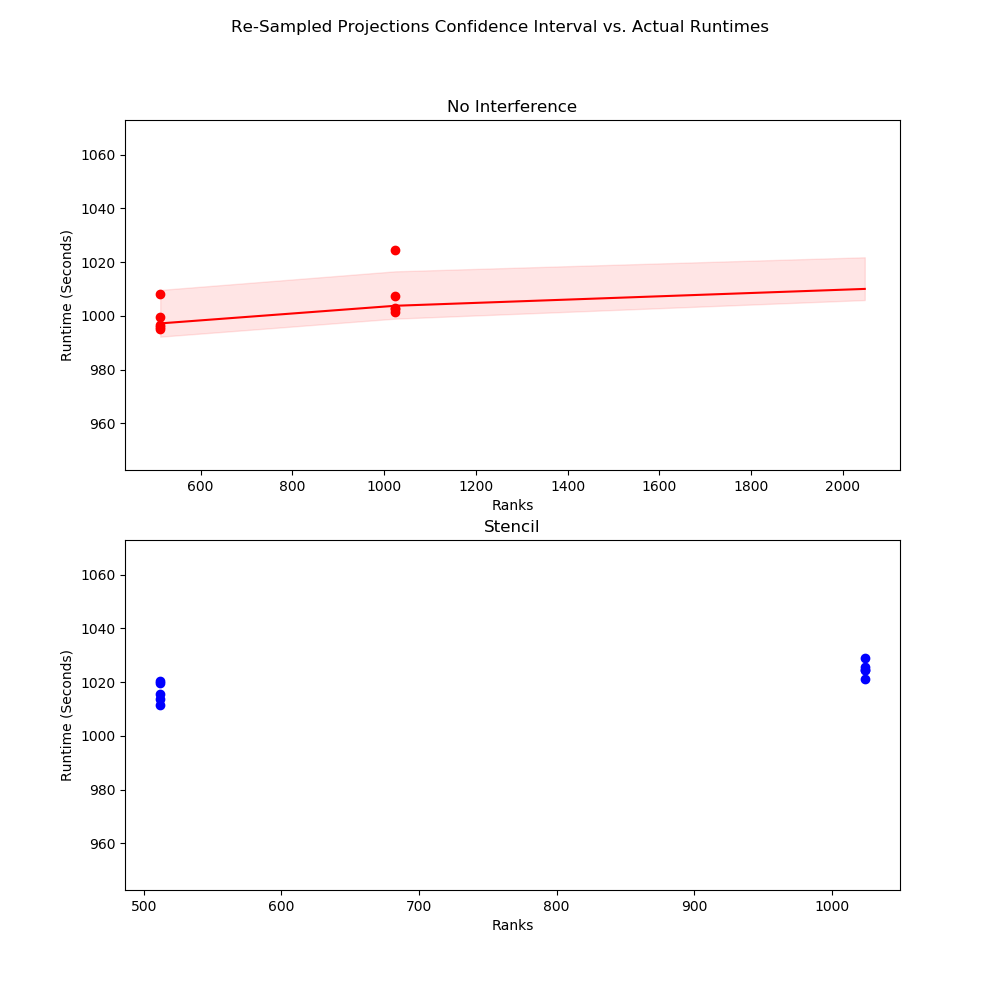 Re-Sampled Projections Confidence Interval vs. Actual Runtimes
No Interference
1060
1040
1020
1000
980
960
Runtime (Seconds)
600 800 1000 1200 1400 1600 1800 2000
Ranks
Stencil
1060
1040
1020
1000
980
960
Runtime (Seconds)
500 600 700 800 900 1000
Ranks